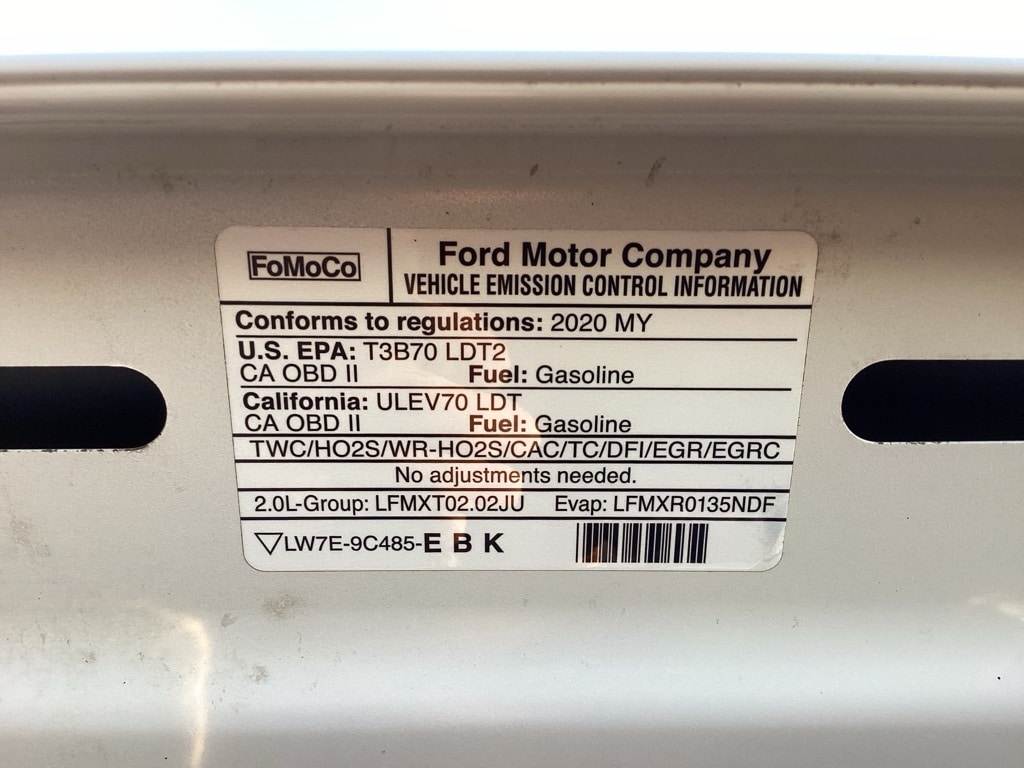 FoMoCo
Ford Motor Company
VEHICLE EMISSION CONTROL INFORMATION
Conforms to regulations: 2020 MY
U.S. EPA: T3B70 LDT2
CA OBD II Fuel: Gasoline
California: ULEV70 LDT
CA OBD II Fuel: Gasoline
TWC/HO2S/WR-HO2S/CAC/TC/DFI/EGR/EGRC
No adjustments needed.
2.0L-Group: LFMXT02.02JU Evap: LFMXR0135NDF
LW7E-9C485-E B K